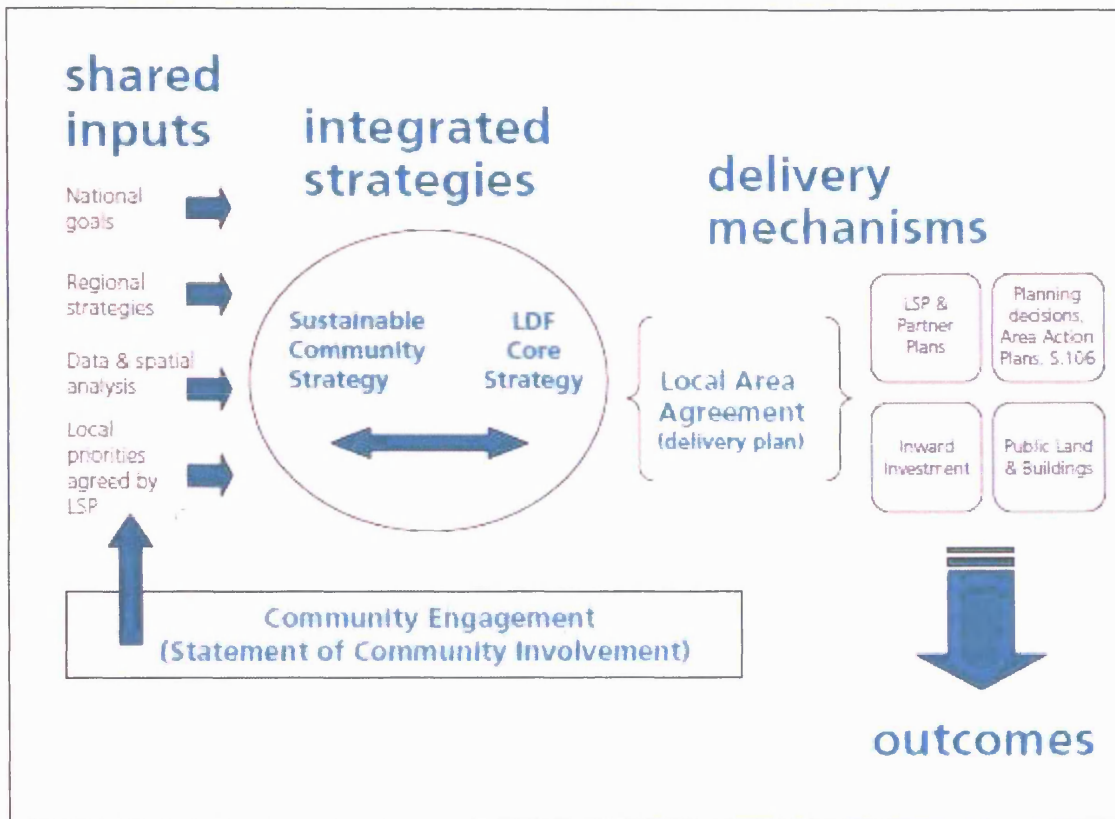 shared
inputs
National
goals
Regional
strategies
Data & spatial
analysis
Local
priorities
agreed by
LSP
integrated
strategies
Sustainable
Community
Strategy
LDF
Core
Strategy
delivery
mechanisms
Local Area
Agreement
(delivery plan)
LSP &
Partner
Plans
Planning
decisions,
Area Action
Plans, S.106
Inward
Investment
Public Land
& Buildings
Community Engagement
(Statement of Community Involvement)
outcomes